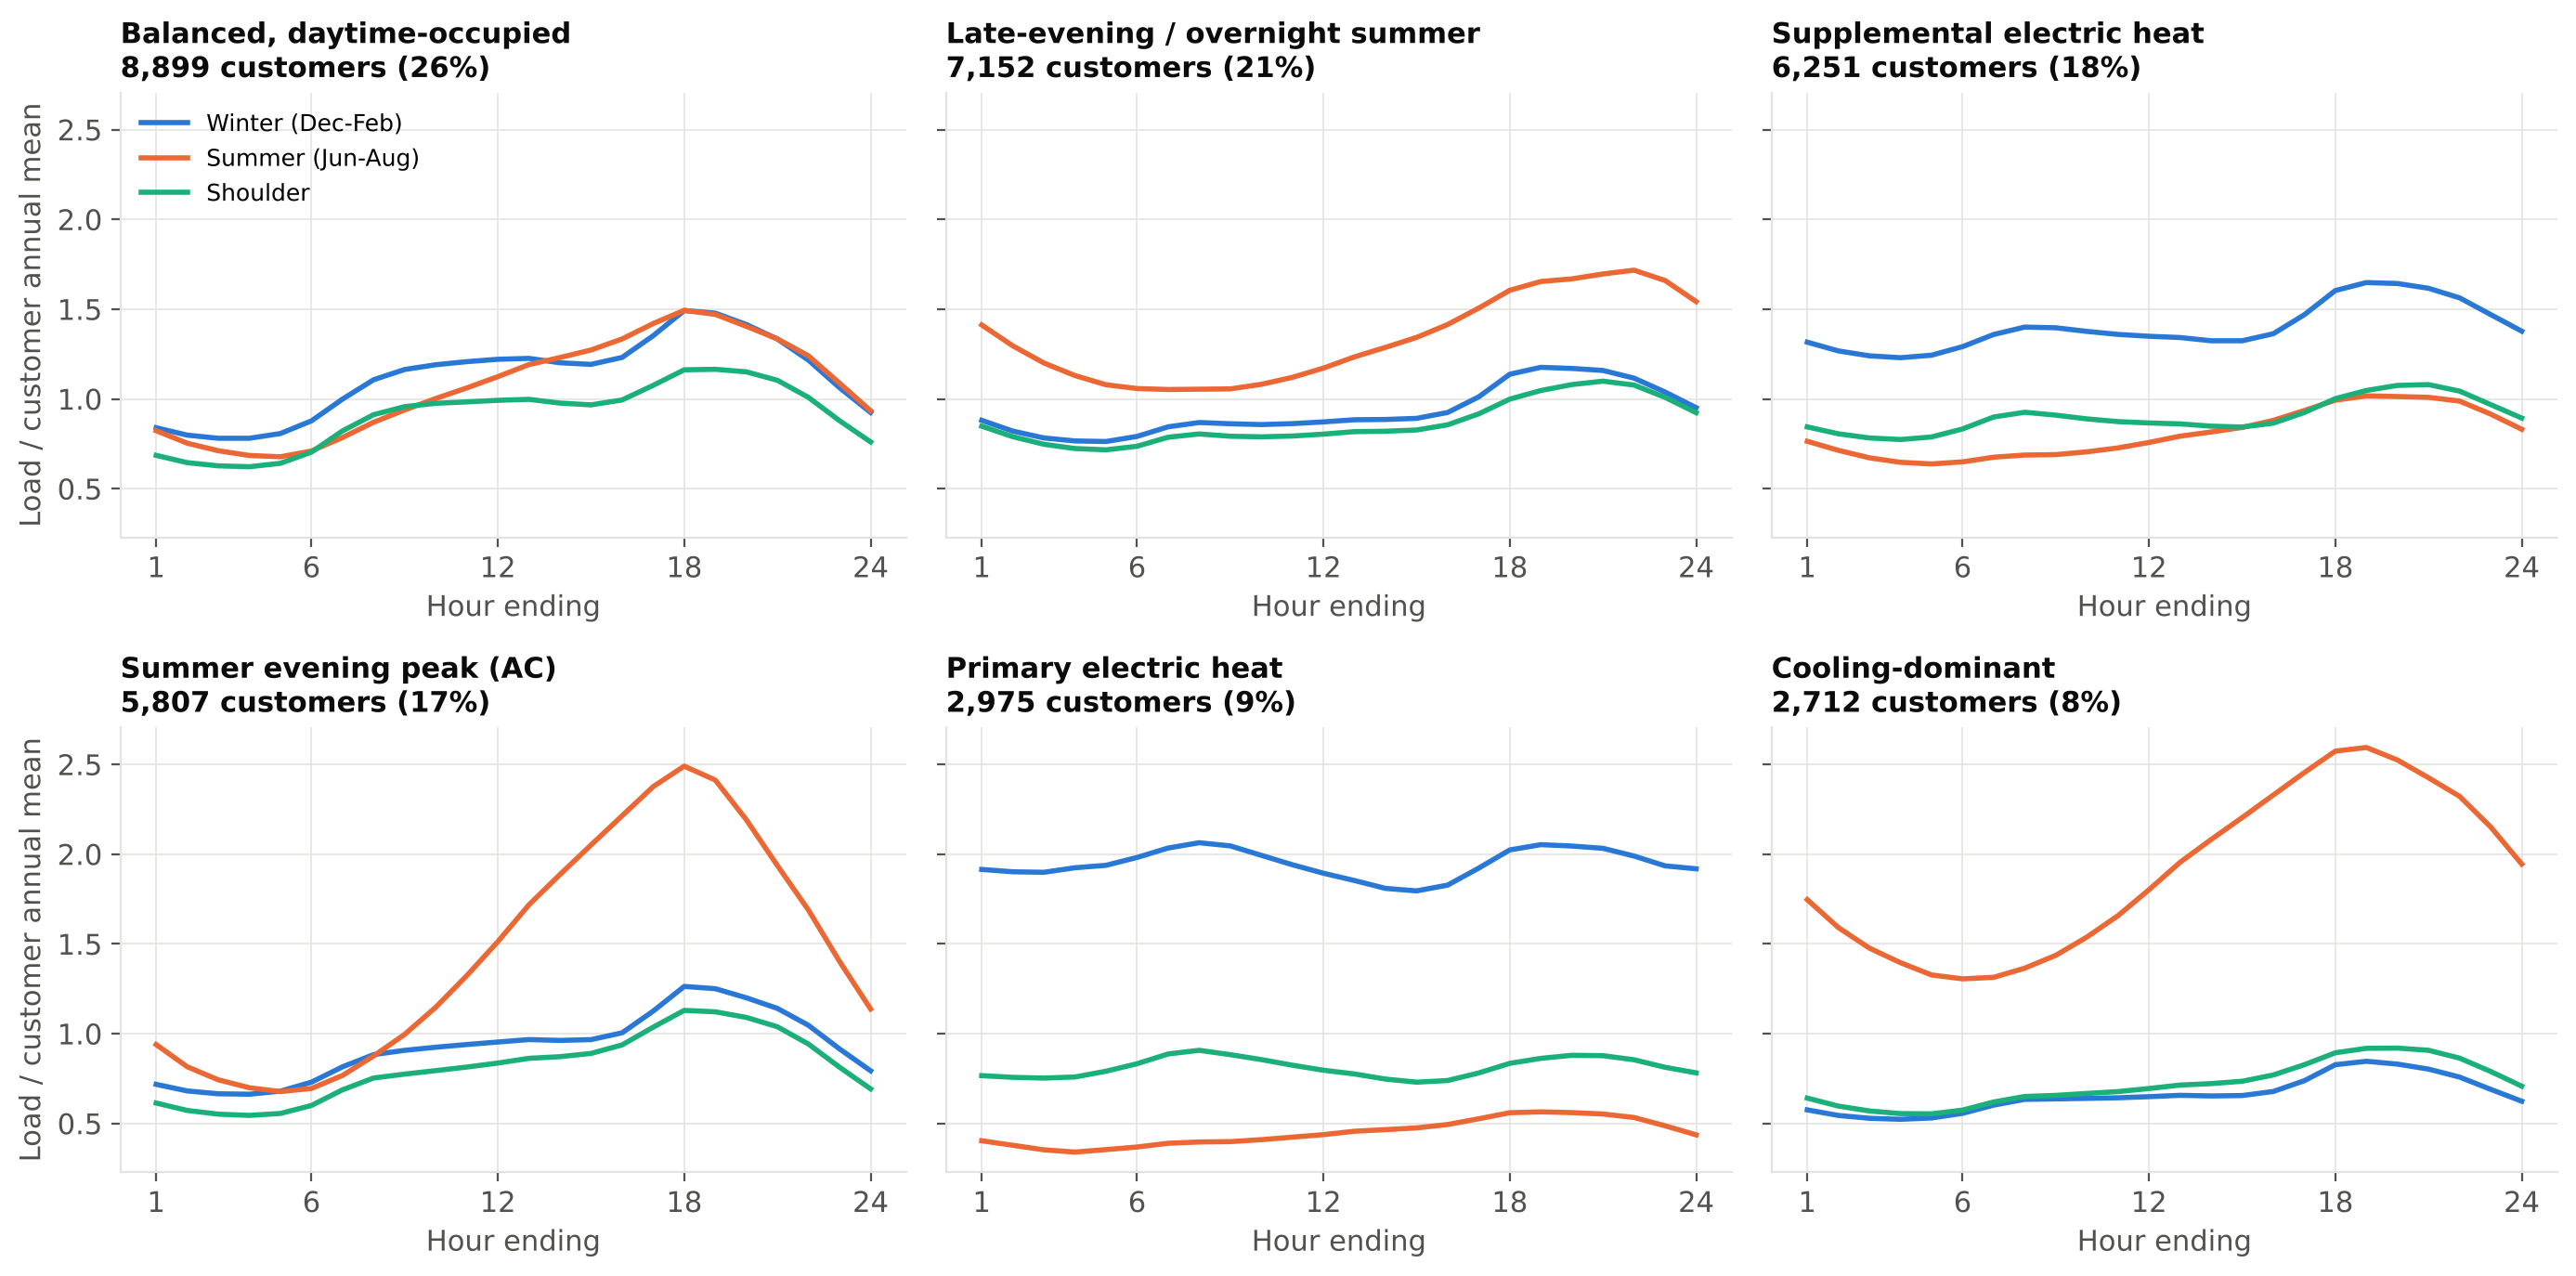 Balanced, daytime-occupied
8,899 customers (26%)
Load / customer annual mean
2.5
2.0
1.5
1.0
0.5
Winter (Dec-Feb)
Summer (Jun-Aug)
Shoulder
1 6 12 18 24
Hour ending
Late-evening / overnight summer
7,152 customers (21%)
1 6 12 18 24
Hour ending
Supplemental electric heat
6,251 customers (18%)
1 6 12 18 24
Hour ending
Summer evening peak (AC)
5,807 customers (17%)
Load / customer annual mean
2.5
2.0
1.5
1.0
0.5
1 6 12 18 24
Hour ending
Primary electric heat
2,975 customers (9%)
1 6 12 18 24
Hour ending
Cooling-dominant
2,712 customers (8%)
1 6 12 18 24
Hour ending